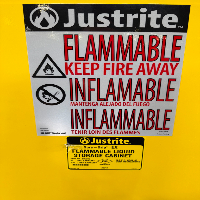 Justrite
FLAMMABLE
KEEP FIRE AWAY
INFLAMABLE
MANTENGA ALEJADO DEL FUEGO
INFLAMMABLE
TENIR LOIN DES FLAMMES
Justrite
FLAMMABLE LIQUID
STORAGE CABINET